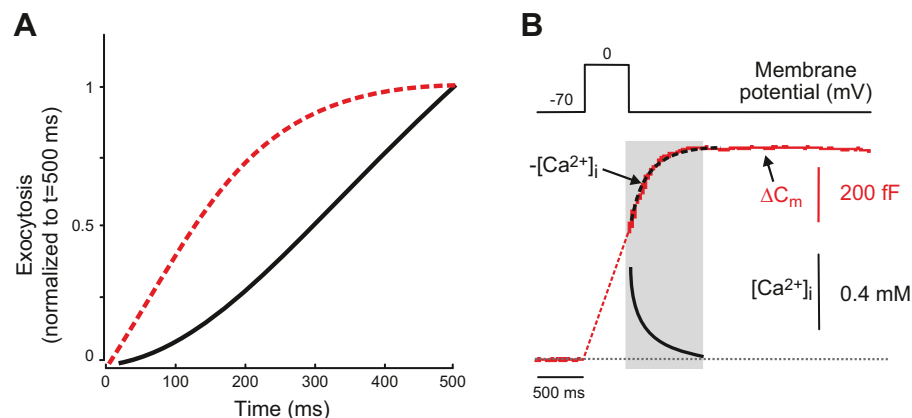 A
Exocytosis
(normalized to t=500 ms)
1
0.5
0
0
100
200
300
400
500
Time (ms)
B
0
-70
Membrane
potential (mV)
-[Ca²⁺]i
ΔCm
200 fF
[Ca²⁺]i
0.4 mM
500 ms